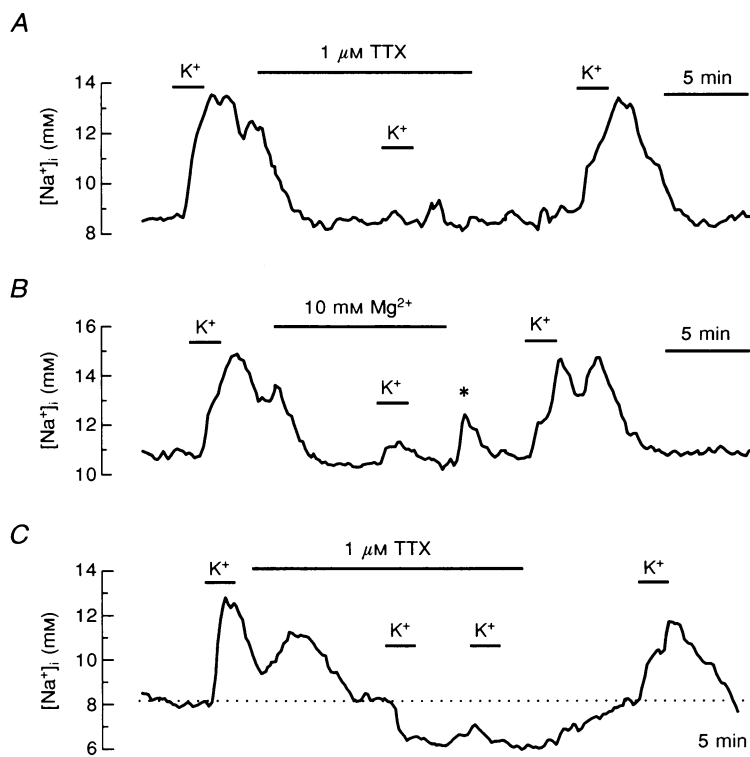 A
1 μM TTX
K⁺
K⁺
K⁺
5 min
[Na⁺]ᵢ (mM)
14
12
10
8
B
10 mM Mg²⁺
K⁺
K⁺
K⁺
5 min
*
[Na⁺]ᵢ (mM)
16
14
12
10
C
1 μM TTX
K⁺
K⁺
K⁺
K⁺
[Na⁺]ᵢ (mM)
14
12
10
8
6
5 min